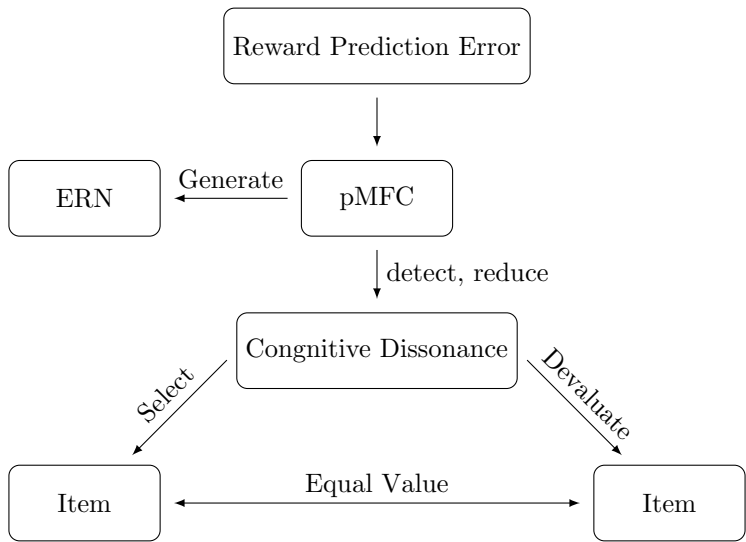 Reward Prediction Error
Generate
ERN
pMFC
detect, reduce
Congnitive Dissonance
Select
Devaluate
Equal Value
Item
Item